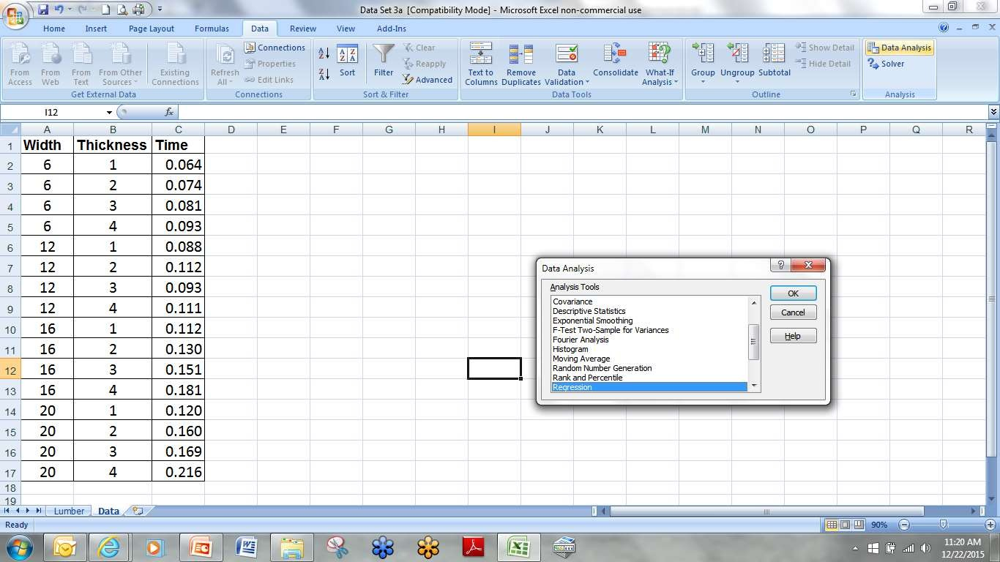 Data Set 3a [Compatibility Mode] - Microsoft Excel non-commercial use
Home Insert Page Layout Formulas Data Review View Add-Ins
From Access
From Web
From Text
From Other Sources
Existing Connections
Get External Data
Refresh All
Connections
Properties
Edit Links
Connections
A Z
Z A
A Z Z A
Sort
Filter
Clear
Reapply
Advanced
Sort & Filter
Text to Columns
Remove Duplicates
Data Validation
Consolidate
What-If Analysis
Data Tools
Group
Ungroup
Subtotal
Show Detail
Hide Detail
Outline
Data Analysis
Solver
Analysis
I12 fx
A B C D E F G H I J K L M N O P Q R
1 Width Thickness Time
2 6 1 0.064
3 6 2 0.074
4 6 3 0.081
5 6 4 0.093
6 12 1 0.088
7 12 2 0.112
8 12 3 0.093
9 12 4 0.111
10 16 1 0.112
11 16 2 0.130
12 16 3 0.151
13 16 4 0.181
14 20 1 0.120
15 20 2 0.160
16 20 3 0.169
17 20 4 0.216
18
19
Data Analysis
?
Analysis Tools
Covariance
Descriptive Statistics
Exponential Smoothing
F-Test Two-Sample for Variances
Fourier Analysis
Histogram
Moving Average
Random Number Generation
Rank and Percentile
Regression
OK
Cancel
Help
Lumber Data
Ready
90%
11:20 AM
12/22/2015